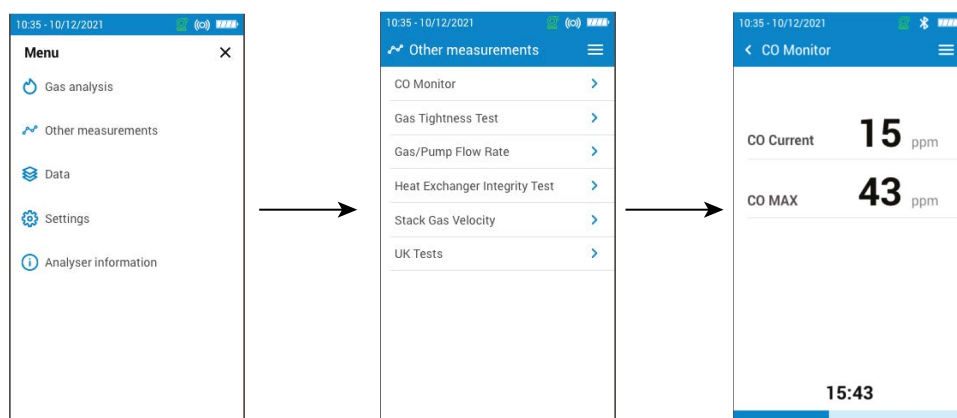 10:35 - 10/12/2021
Menu
Gas analysis
Other measurements
Data
Settings
Analyser information
10:35 - 10/12/2021
Other measurements
CO Monitor
Gas Tightness Test
Gas/Pump Flow Rate
Heat Exchanger Integrity Test
Stack Gas Velocity
UK Tests
10:35 - 10/12/2021
CO Monitor
CO Current 15 ppm
CO MAX 43 ppm
15:43